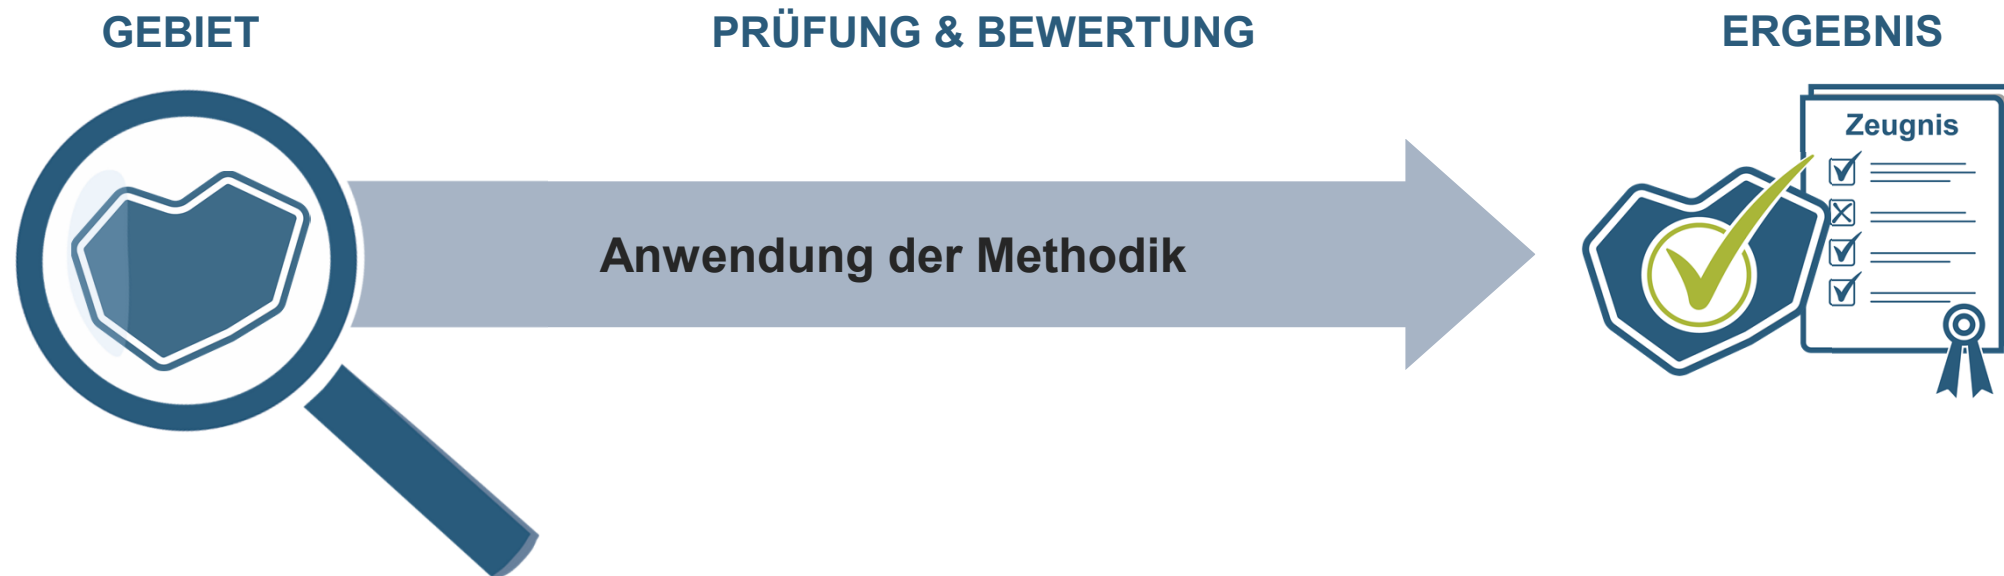 GEBIET
PRÜFUNG & BEWERTUNG
ERGEBNIS
Zeugnis
Anwendung der Methodik